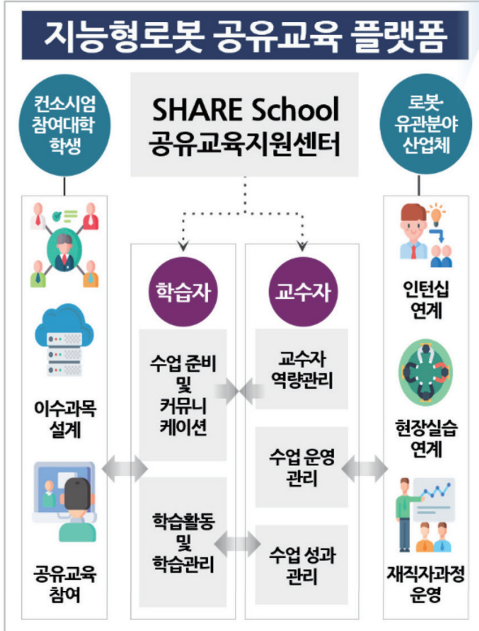 지능형로봇 공유교육 플랫폼
컨소시엄
참여대학
학생
SHARE School
공유교육지원센터
로봇·
유관분야
산업체
이수과목
설계
공유교육
참여
학습자
수업 준비
및
커뮤니
케이션
학습활동
및
학습관리
교수자
교수자
역량관리
수업 운영
관리
수업 성과
관리
인턴십
연계
현장실습
연계
재직자과정
운영